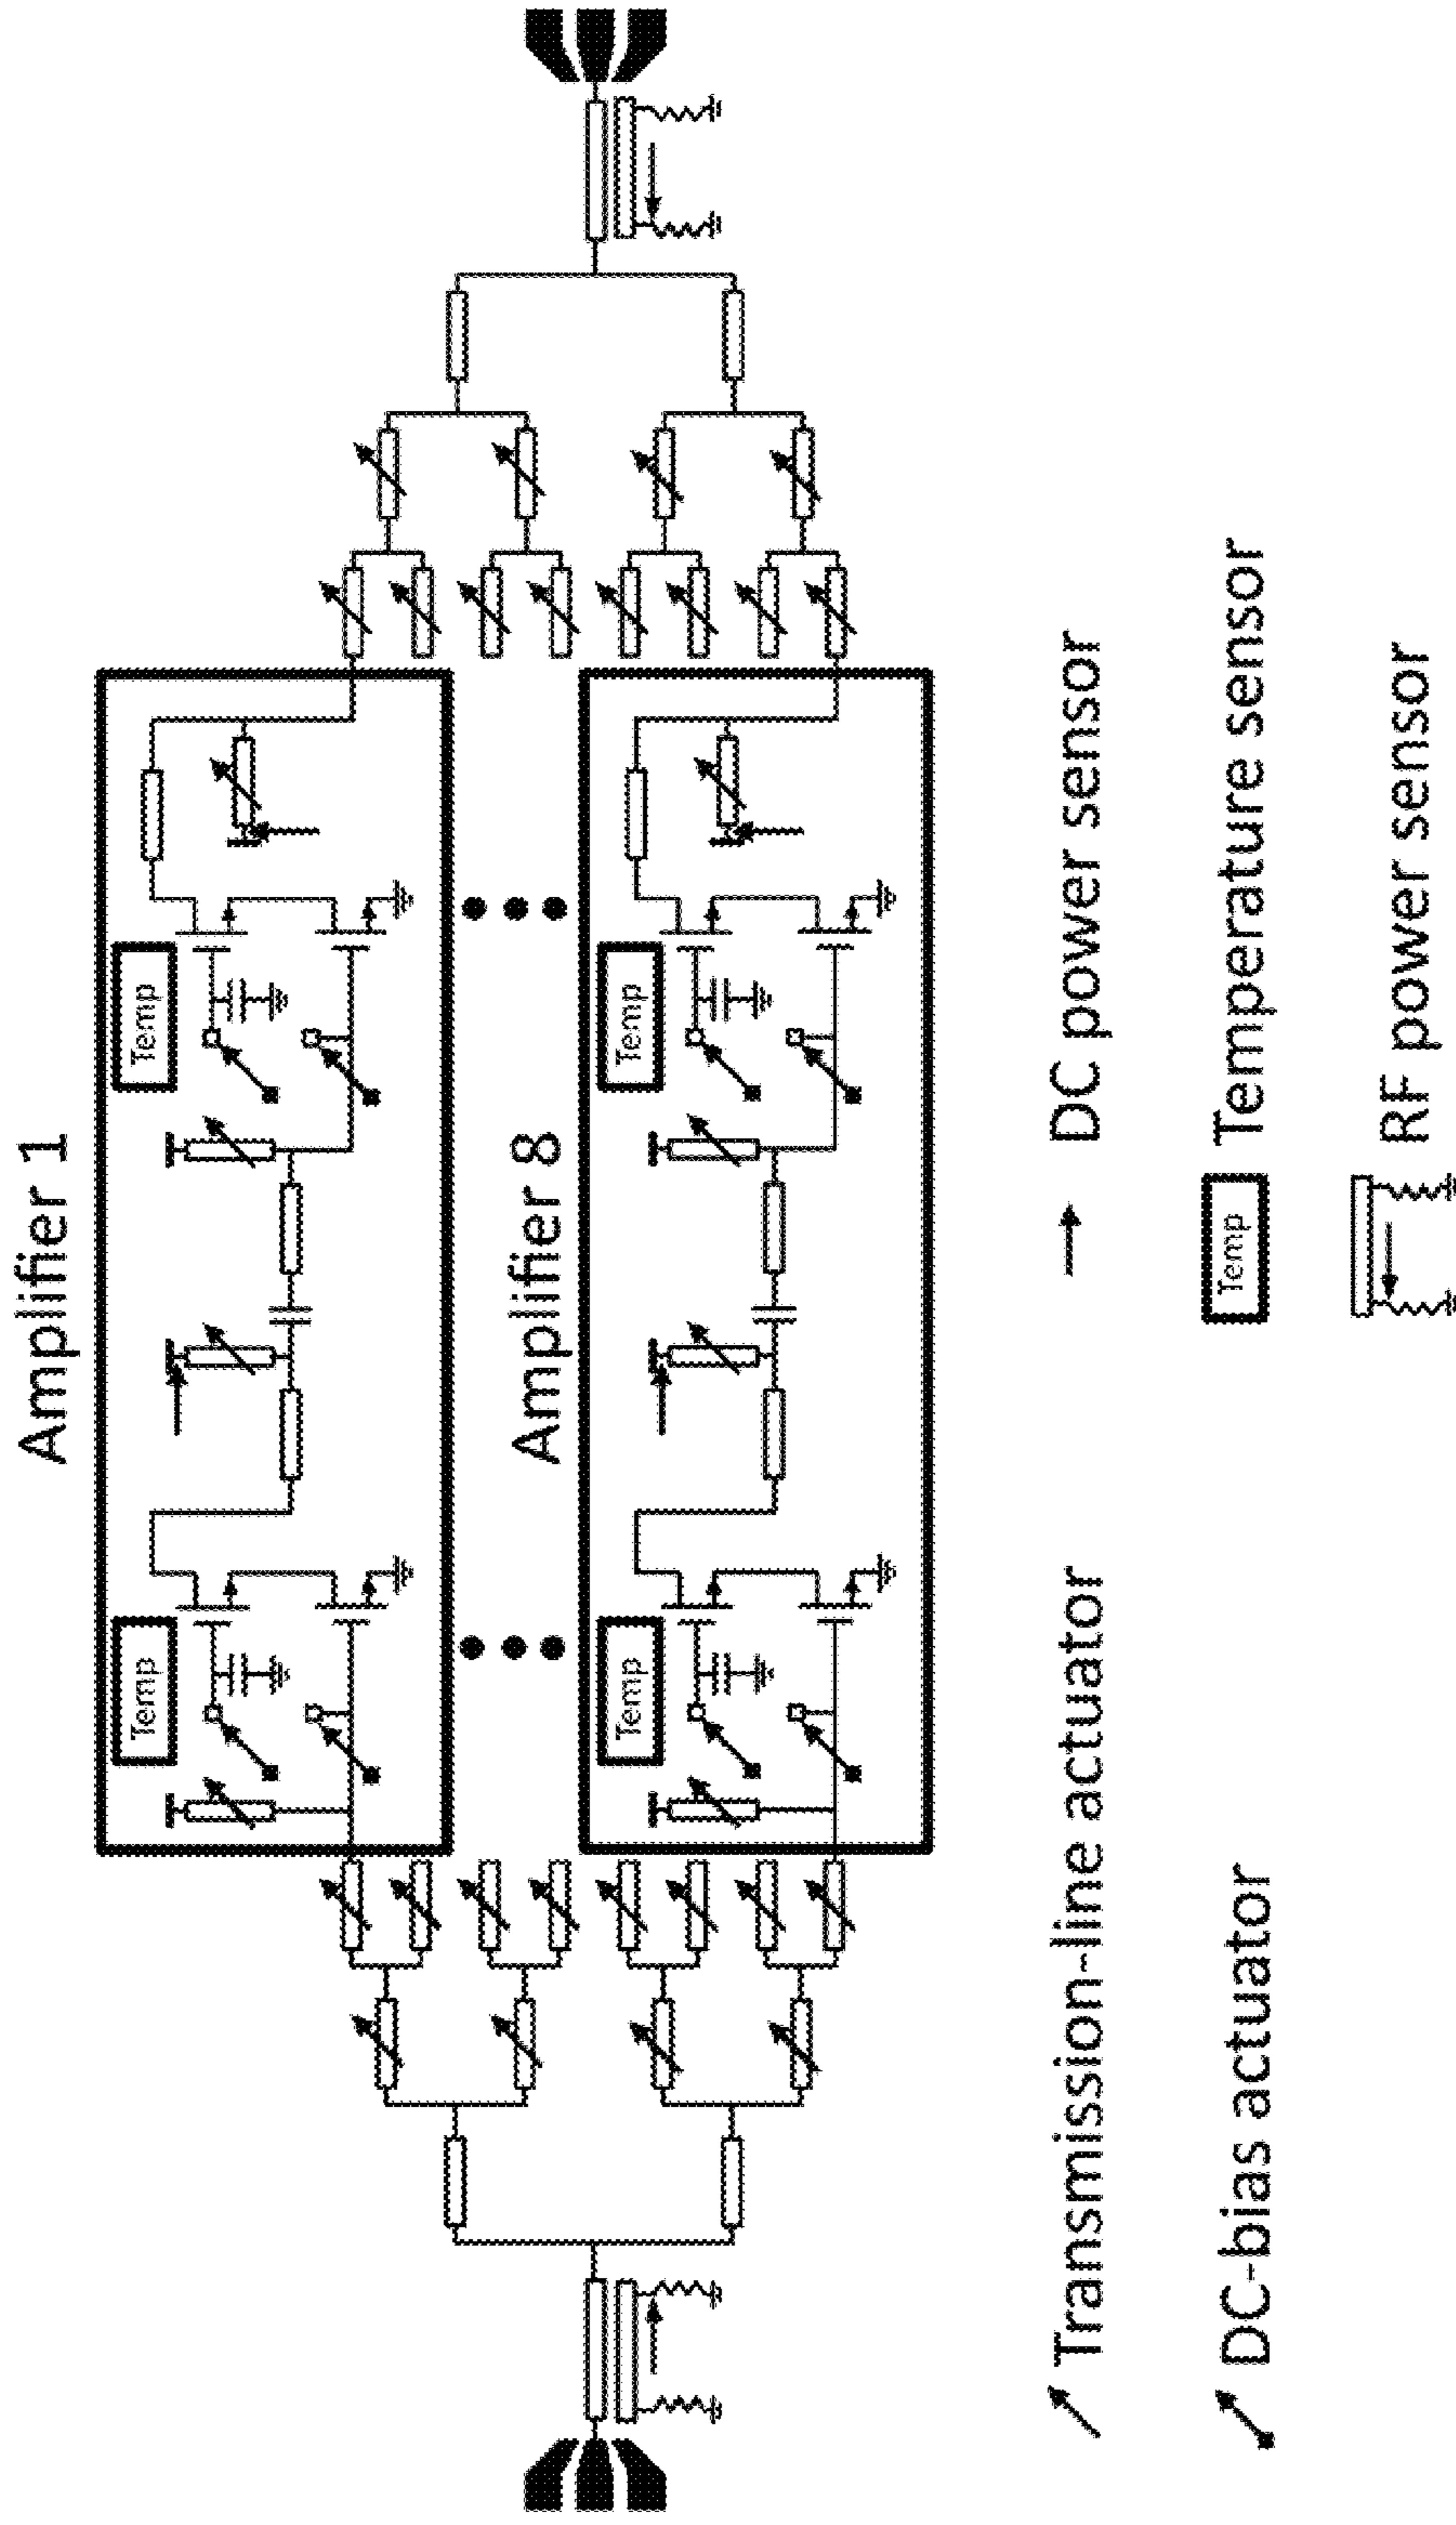 Amplifier 1
Temp
Temp
Amplifier 8
Temp
Temp
Transmission-line actuator
DC power sensor
DC-bias actuator
Temp
Temperature sensor
RF power sensor